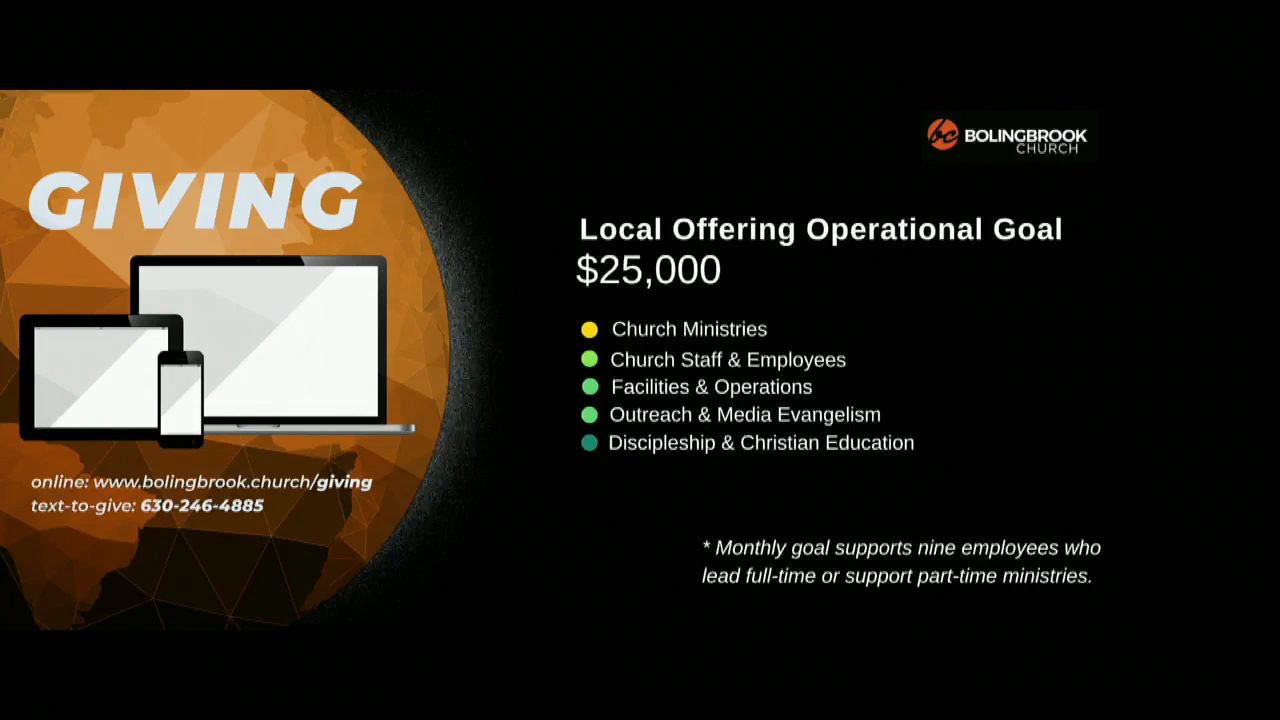 GIVING
online: www.bolingbrook.church/giving
text-to-give: 630-246-4885
bc BOLINGBROOK
CHURCH
Local Offering Operational Goal
$25,000
Church Ministries
Church Staff & Employees
Facilities & Operations
Outreach & Media Evangelism
Discipleship & Christian Education
* Monthly goal supports nine employees who
lead full-time or support part-time ministries.